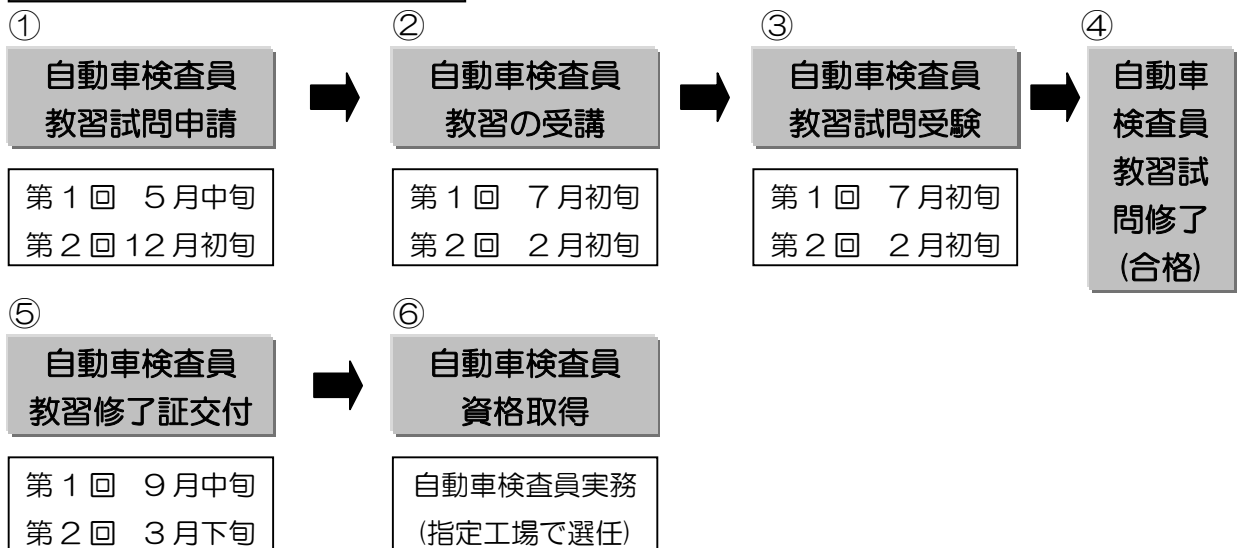 ①
自動車検査員
教習試問申請
第１回　５月中旬
第２回１２月初旬
②
自動車検査員
教習の受講
第１回　７月初旬
第２回　２月初旬
③
自動車検査員
教習試問受験
第１回　７月初旬
第２回　２月初旬
④
自動車
検査員
教習試
問修了
(合格)
⑤
自動車検査員
教習修了証交付
第１回　９月中旬
第２回　３月下旬
⑥
自動車検査員
資格取得
自動車検査員実務
(指定工場で選任)